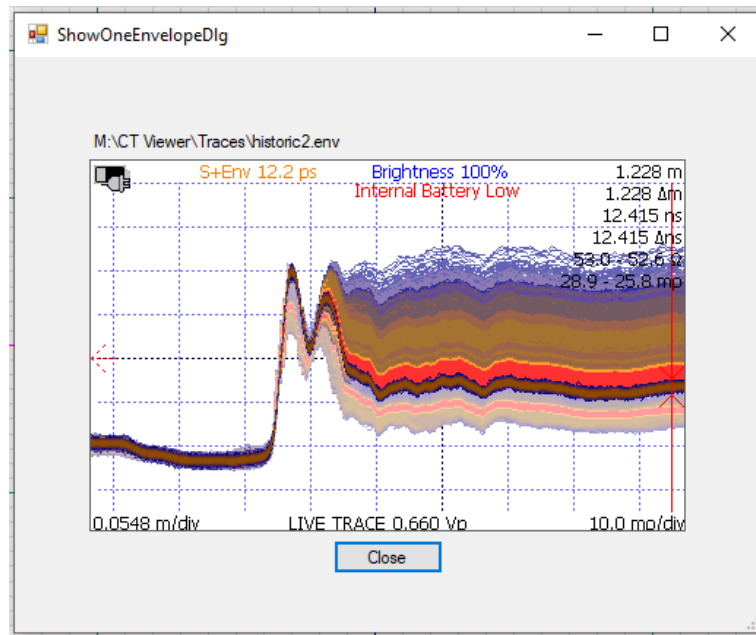 ShowOneEnvelopeDlg
M:\CT Viewer\Traces\historic2.env
S+Env 12.2 ps Brightness 100% 1.228 m
Internal Battery Low 1.228 Δm
12.415 ns
12.415 Δns
53.0 - 52.6 Ω
28.9 - 25.8 mρ
0.0548 m/div LIVE TRACE 0.660 Vp 10.0 mρ/div
Close